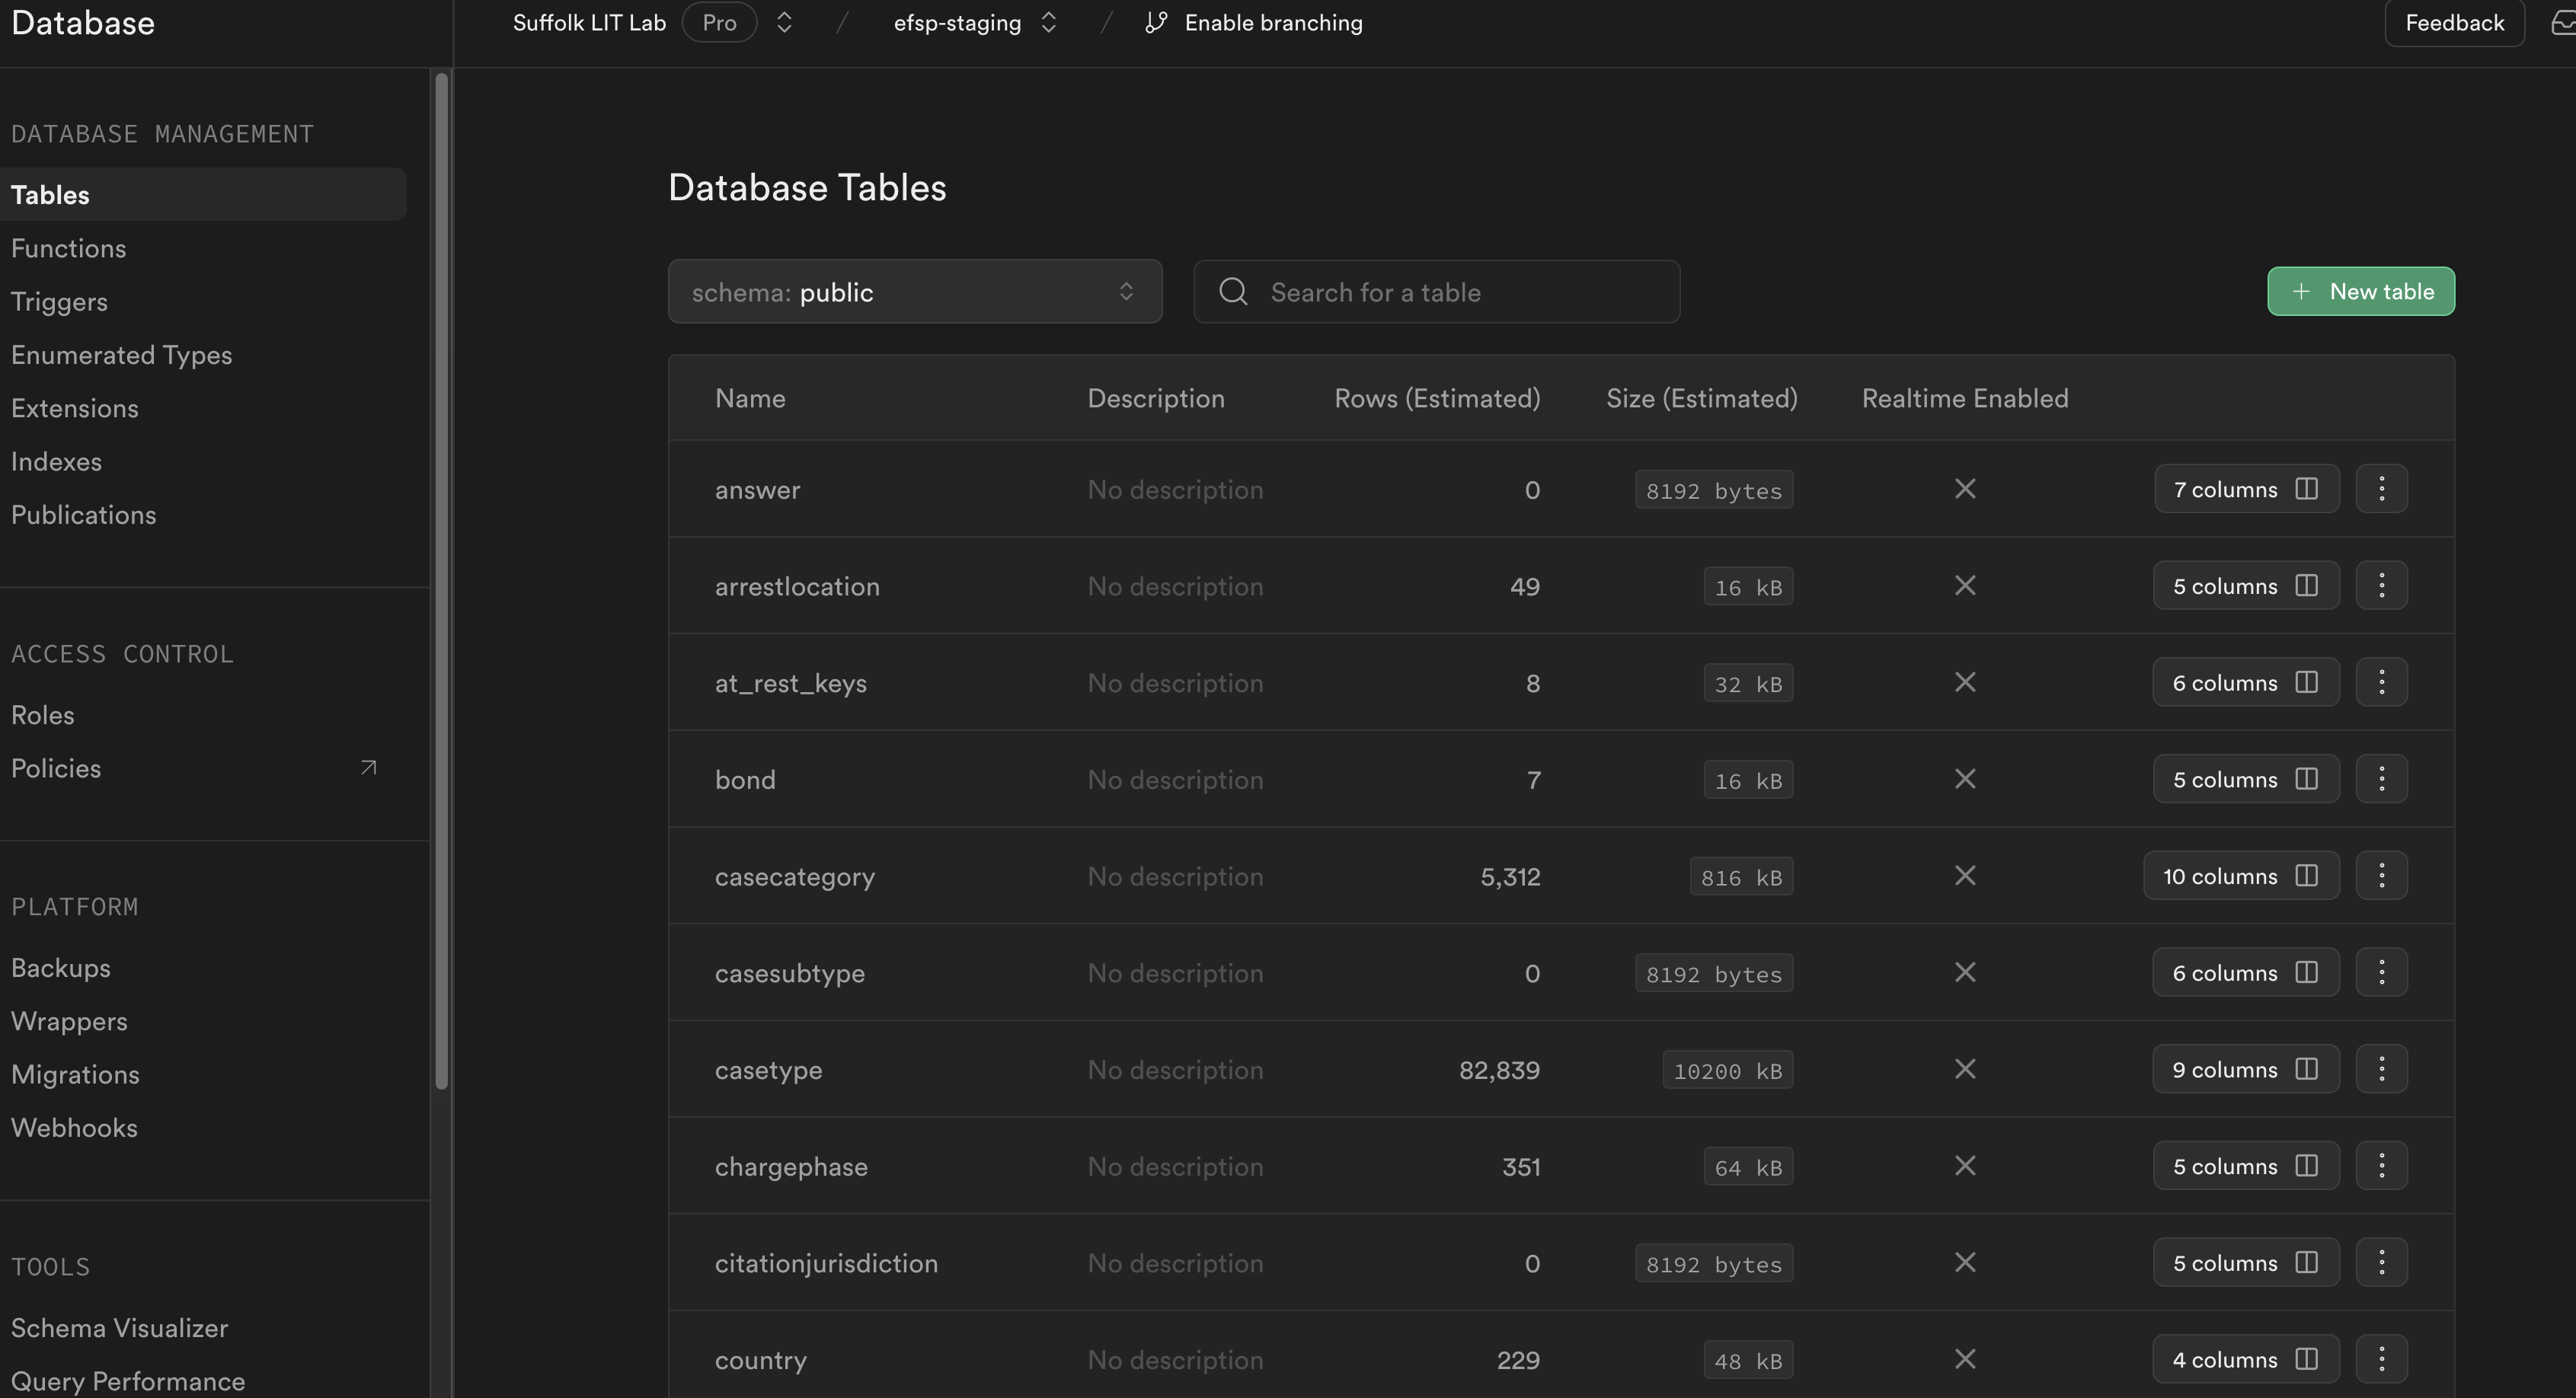 Database
Suffolk LIT Lab Pro / efsp-staging / Enable branching
Feedback
DATABASE MANAGEMENT
Tables
Functions
Triggers
Enumerated Types
Extensions
Indexes
Publications
ACCESS CONTROL
Roles
Policies
PLATFORM
Backups
Wrappers
Migrations
Webhooks
TOOLS
Schema Visualizer
Query Performance
Database Tables
schema: public
Search for a table
New table
Name Description Rows (Estimated) Size (Estimated) Realtime Enabled
answer No description 0 8192 bytes 7 columns
arrestlocation No description 49 16 kB 5 columns
at_rest_keys No description 8 32 kB 6 columns
bond No description 7 16 kB 5 columns
casecategory No description 5,312 816 kB 10 columns
casesubtype No description 0 8192 bytes 6 columns
casetype No description 82,839 10200 kB 9 columns
chargephase No description 351 64 kB 5 columns
citationjurisdiction No description 0 8192 bytes 5 columns
country No description 229 48 kB 4 columns